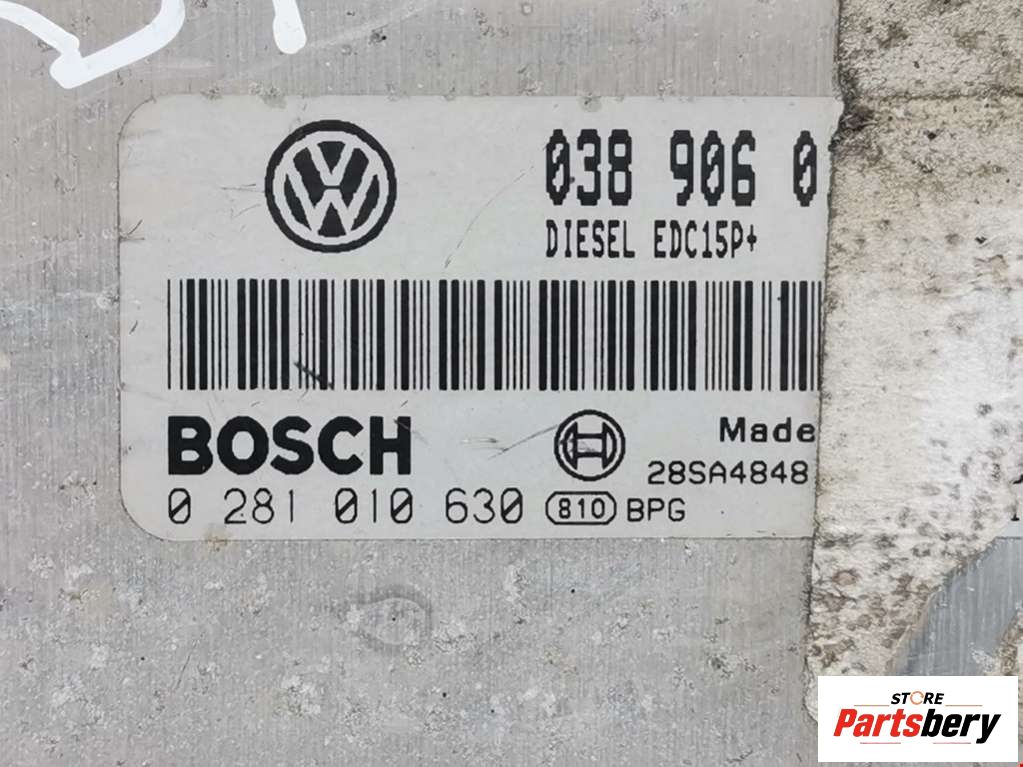 038 906 0
DIESEL EDC15P+
BOSCH
Made
28SA4848
0 281 010 630 810 BPG
STORE
Partsbery